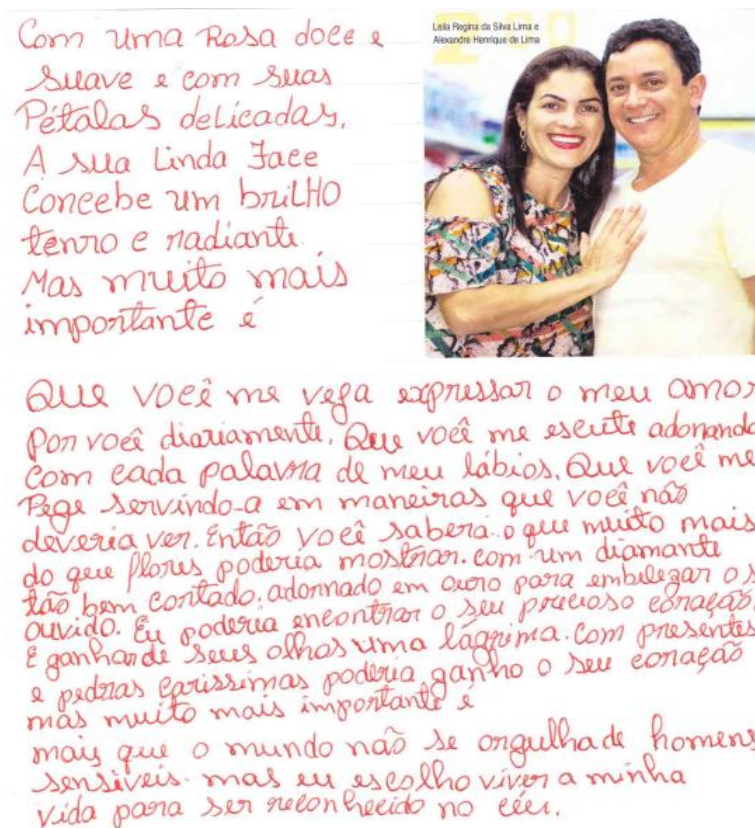 Com uma Rosa doce e
suave e com suas
Pétalas delicadas,
A sua Linda Face
Concebe um briLHO
tenro e radiante.
Mas muito mais
importante é
Leila Regina da Silva Lima e
Alexandre Henrique de Lima
QUE VOCÊ me veja expressar o meu amor
por você diariamente. Que você me escute adorando
com cada palavra de meu lábios. Que você me
Pege servindo-a em maneiras que você não
deveria ver. Então você sabera o que muito mais
do que flores poderia mostrar. com um diamante
tão bem cortado. adornado em ouro para embelezar o s
ouvido. Eu poderia encontrar o seu precioso coração
E ganhar de seus olhos uma lágrima. Com presentes
e pedras carissimas poderia ganho o seu coração
mas muito mais importante é
mais que o mundo não se orgulha de homens
sensíveis. mas eu escolho viver a minha
vida para ser reconhecido no céu.